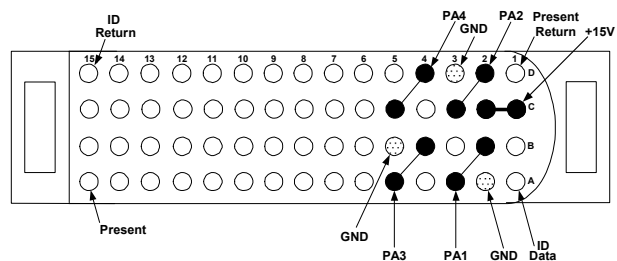 ID
Return
PA4
GND
PA2
Present
Return
+15V
15 14 13 12 11 10 9 8 7 6 5 4 3 2 1
D
C
B
A
Present
GND
PA3
PA1
GND
ID
Data